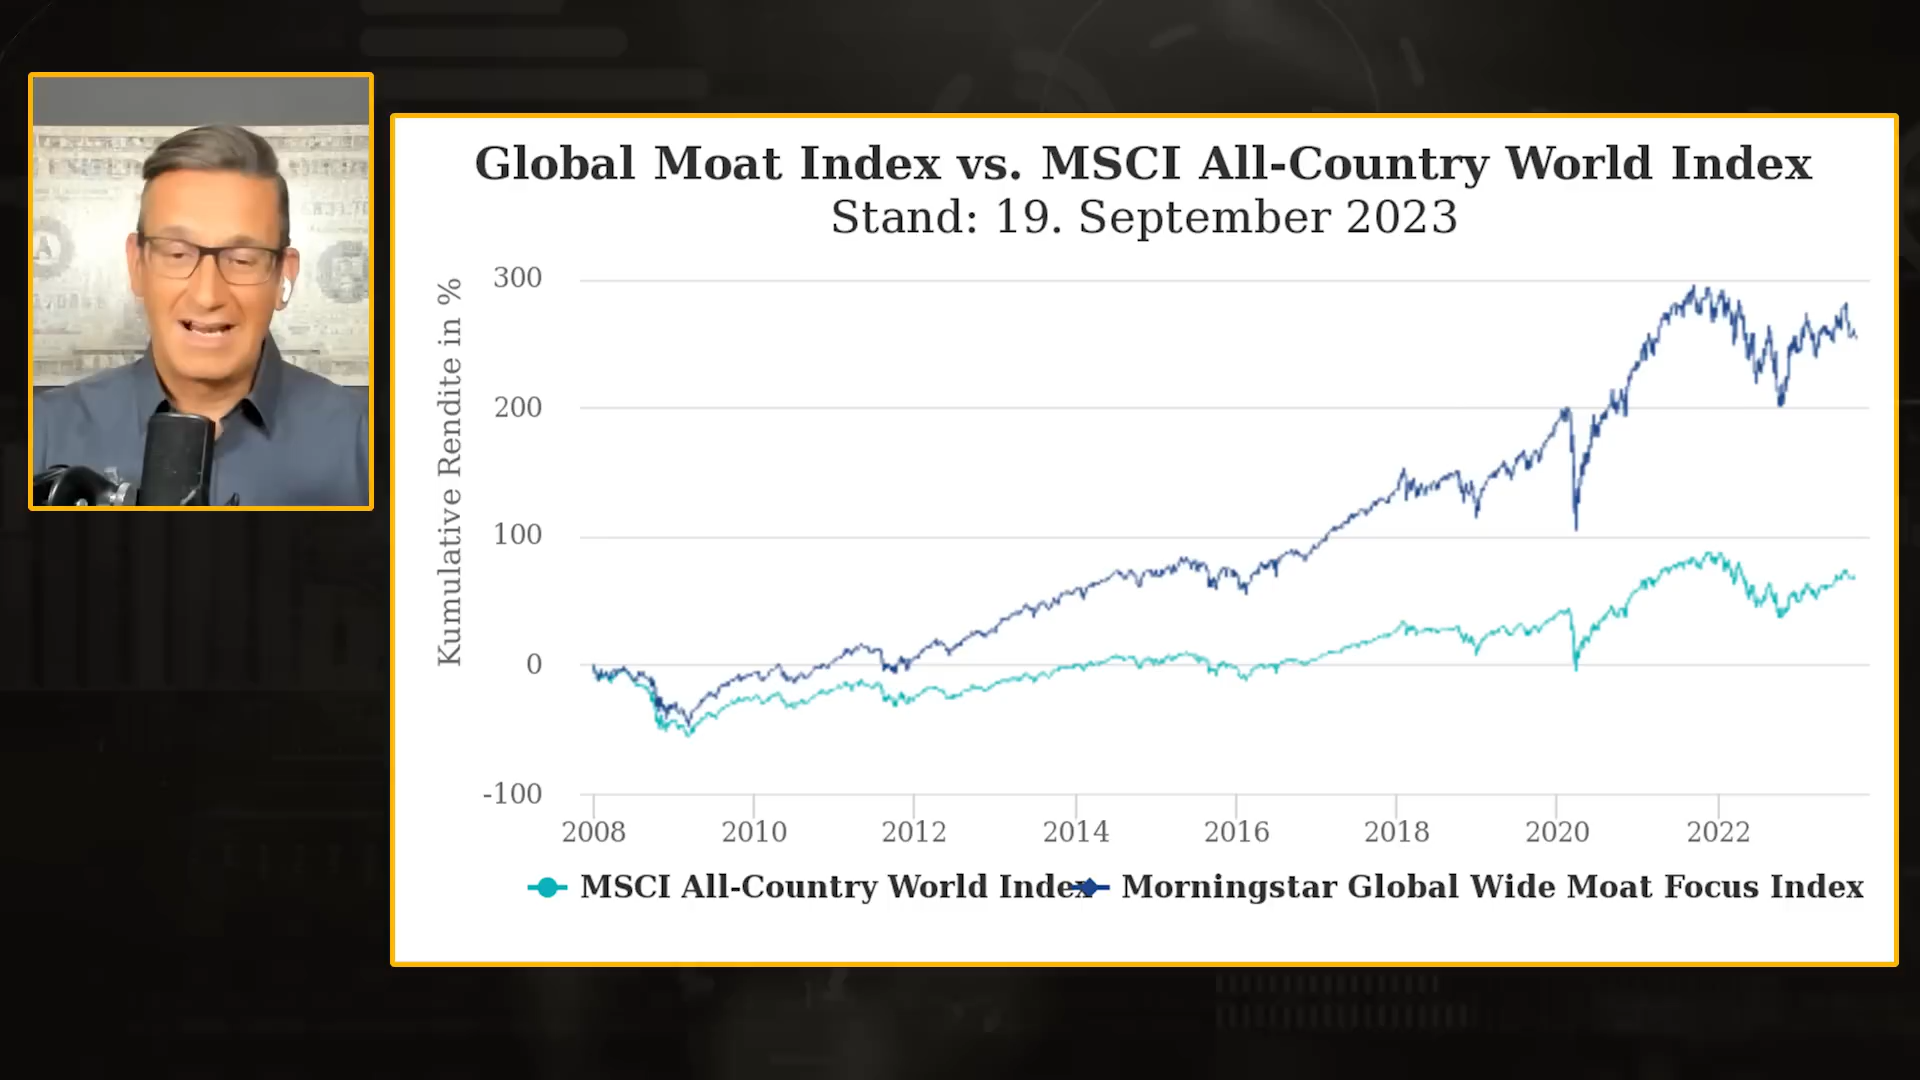 Global Moat Index vs. MSCI All-Country World Index
Stand: 19. September 2023
Kumulative Rendite in %
300
200
100
0
-100
2008 2010 2012 2014 2016 2018 2020 2022
MSCI All-Country World Index Morningstar Global Wide Moat Focus Index